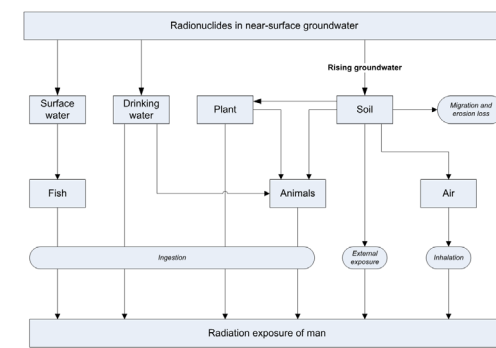 Radionuclides in near-surface groundwater
Rising groundwater
Surface
water
Drinking
water
Plant
Soil
Migration and
erosion loss
Fish
Animals
Air
Ingestion
External
exposure
Inhalation
Radiation exposure of man